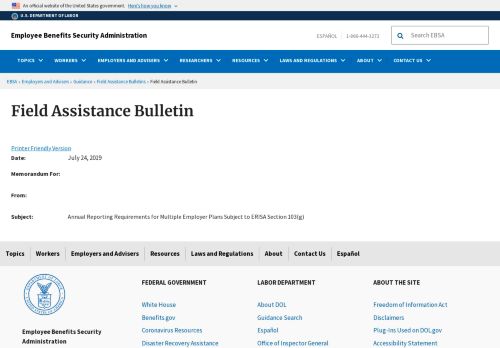 An official website of the United States government. Here's how you know
U.S. DEPARTMENT OF LABOR
Employee Benefits Security Administration
ESPAÑOL | 1-866-444-3272
Search EBSA
TOPICS WORKERS EMPLOYERS AND ADVISERS RESEARCHERS RESOURCES LAWS AND REGULATIONS ABOUT CONTACT US
EBSA » Employers and Advisers » Guidance » Field Assistance Bulletins » Field Assistance Bulletin
Field Assistance Bulletin
Printer Friendly Version
Date: July 24, 2019
Memorandum For:
From:
Subject: Annual Reporting Requirements for Multiple Employer Plans Subject to ERISA Section 103(g)
Topics Workers Employers and Advisers Resources Laws and Regulations About Contact Us Español
FEDERAL GOVERNMENT LABOR DEPARTMENT ABOUT THE SITE
White House About DOL Freedom of Information Act
Benefits.gov Guidance Search Disclaimers
Coronavirus Resources Español Plug-Ins Used on DOL.gov
Disaster Recovery Assistance Office of Inspector General Accessibility Statement
Employee Benefits Security
Administration